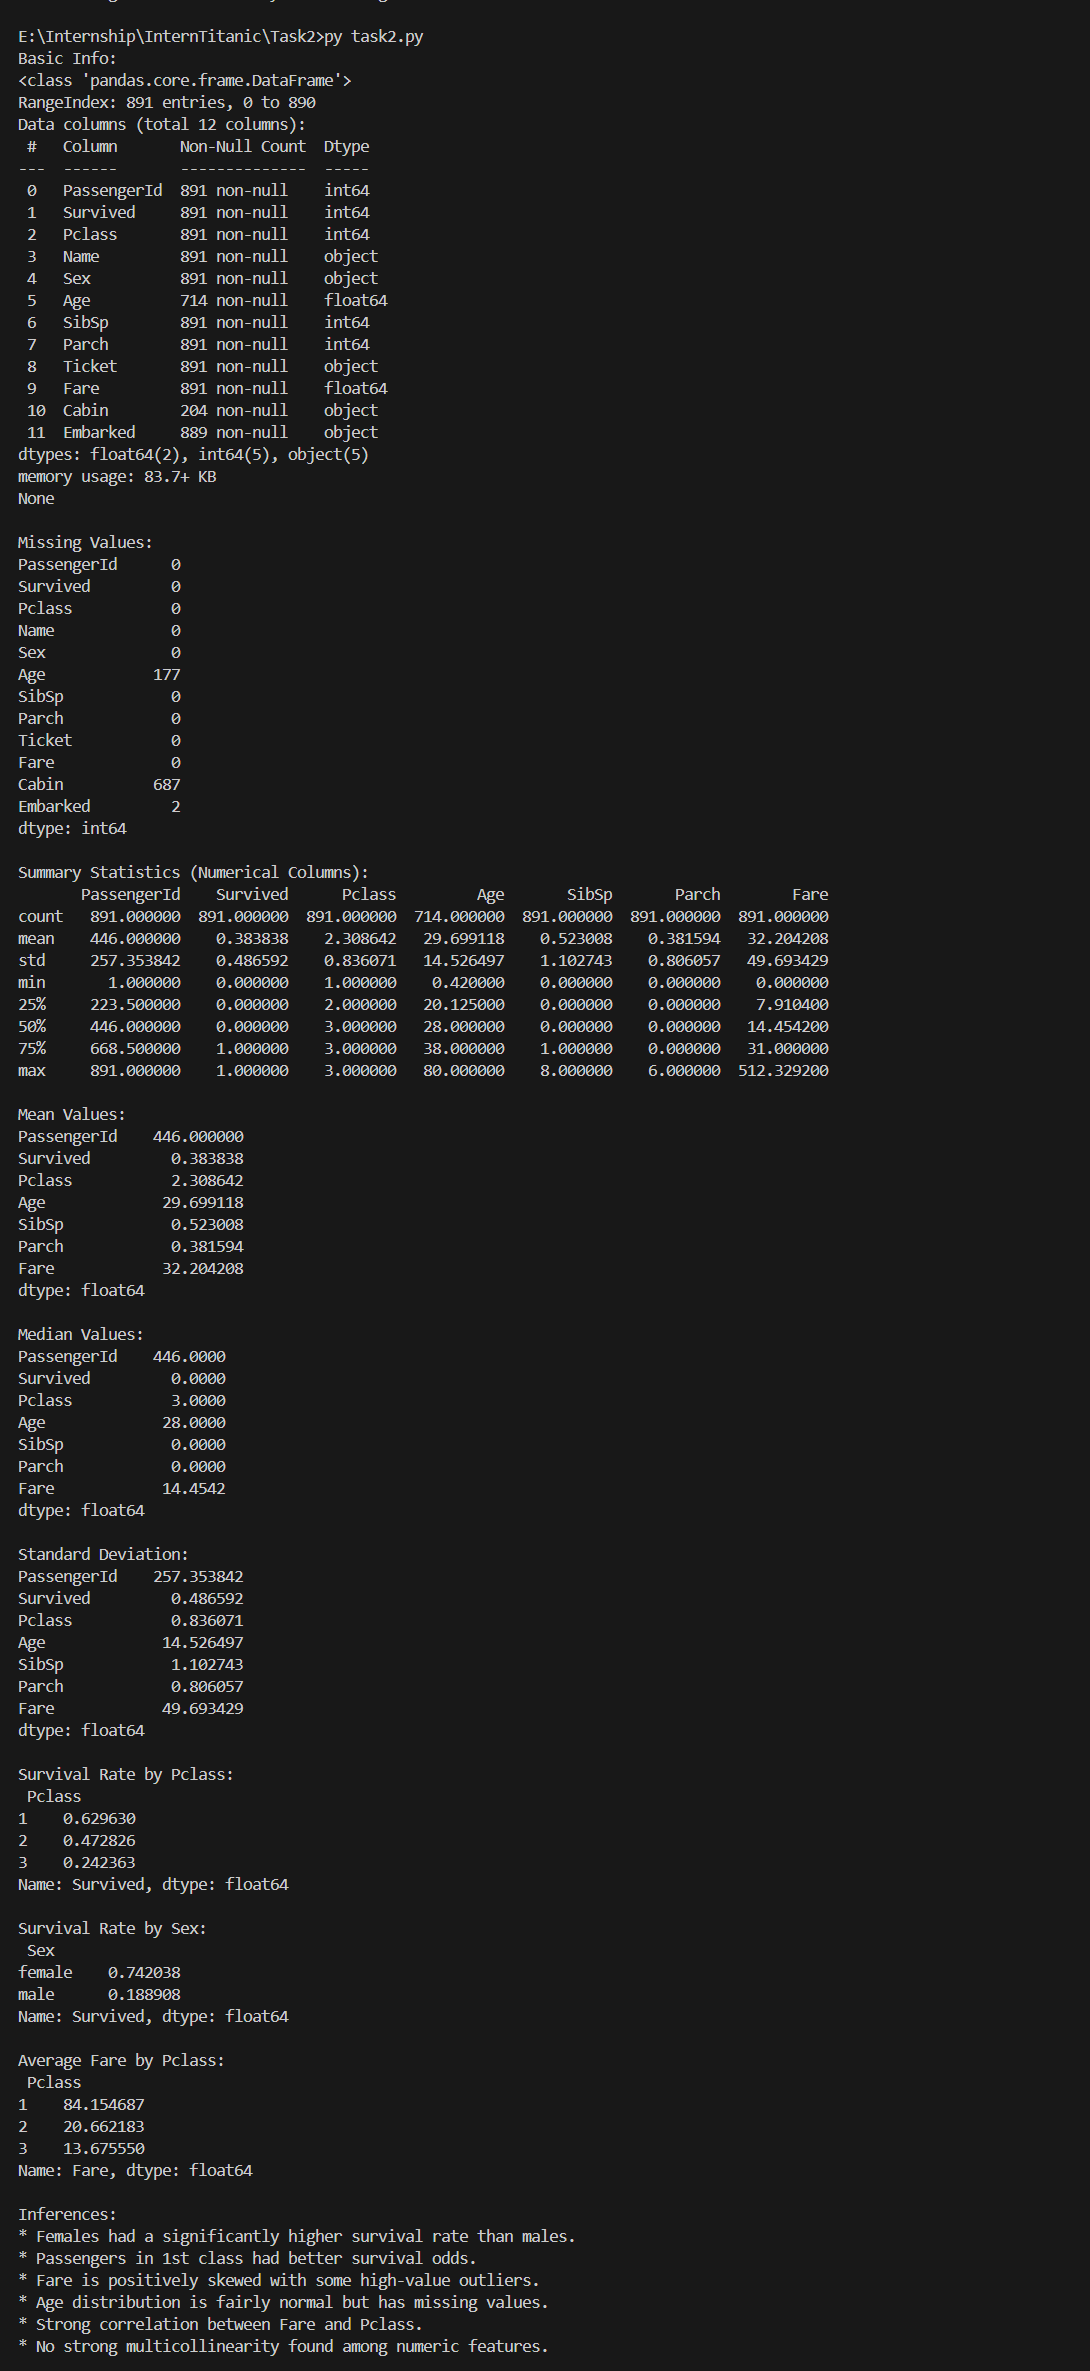 E:\Internship\InternTitanic\Task2>py task2.py
Basic Info:
<class 'pandas.core.frame.DataFrame'>
RangeIndex: 891 entries, 0 to 890
Data columns (total 12 columns):
 #   Column       Non-Null Count  Dtype
---  ------       --------------  -----
 0   PassengerId  891 non-null    int64
 1   Survived     891 non-null    int64
 2   Pclass       891 non-null    int64
 3   Name         891 non-null    object
 4   Sex          891 non-null    object
 5   Age          714 non-null    float64
 6   SibSp        891 non-null    int64
 7   Parch        891 non-null    int64
 8   Ticket       891 non-null    object
 9   Fare         891 non-null    float64
 10  Cabin        204 non-null    object
 11  Embarked     889 non-null    object
dtypes: float64(2), int64(5), object(5)
memory usage: 83.7+ KB
None

Missing Values:
PassengerId      0
Survived         0
Pclass           0
Name             0
Sex              0
Age            177
SibSp            0
Parch            0
Ticket           0
Fare             0
Cabin          687
Embarked         2
dtype: int64

Summary Statistics (Numerical Columns):
       PassengerId    Survived      Pclass         Age       SibSp       Parch        Fare
count   891.000000  891.000000  891.000000  714.000000  891.000000  891.000000  891.000000
mean    446.000000    0.383838    2.308642   29.699118    0.523008    0.381594   32.204208
std     257.353842    0.486592    0.836071   14.526497    1.102743    0.806057   49.693429
min       1.000000    0.000000    1.000000    0.420000    0.000000    0.000000    0.000000
25%     223.500000    0.000000    2.000000   20.125000    0.000000    0.000000    7.910400
50%     446.000000    0.000000    3.000000   28.000000    0.000000    0.000000   14.454200
75%     668.500000    1.000000    3.000000   38.000000    1.000000    0.000000   31.000000
max     891.000000    1.000000    3.000000   80.000000    8.000000    6.000000  512.329200

Mean Values:
PassengerId    446.000000
Survived         0.383838
Pclass           2.308642
Age             29.699118
SibSp            0.523008
Parch            0.381594
Fare            32.204208
dtype: float64

Median Values:
PassengerId    446.0000
Survived         0.0000
Pclass           3.0000
Age             28.0000
SibSp            0.0000
Parch            0.0000
Fare            14.4542
dtype: float64

Standard Deviation:
PassengerId    257.353842
Survived         0.486592
Pclass           0.836071
Age             14.526497
SibSp            1.102743
Parch            0.806057
Fare            49.693429
dtype: float64

Survival Rate by Pclass:
 Pclass
1    0.629630
2    0.472826
3    0.242363
Name: Survived, dtype: float64

Survival Rate by Sex:
 Sex
female    0.742038
male      0.188908
Name: Survived, dtype: float64

Average Fare by Pclass:
 Pclass
1    84.154687
2    20.662183
3    13.675550
Name: Fare, dtype: float64

Inferences:
* Females had a significantly higher survival rate than males.
* Passengers in 1st class had better survival odds.
* Fare is positively skewed with some high-value outliers.
* Age distribution is fairly normal but has missing values.
* Strong correlation between Fare and Pclass.
* No strong multicollinearity found among numeric features.